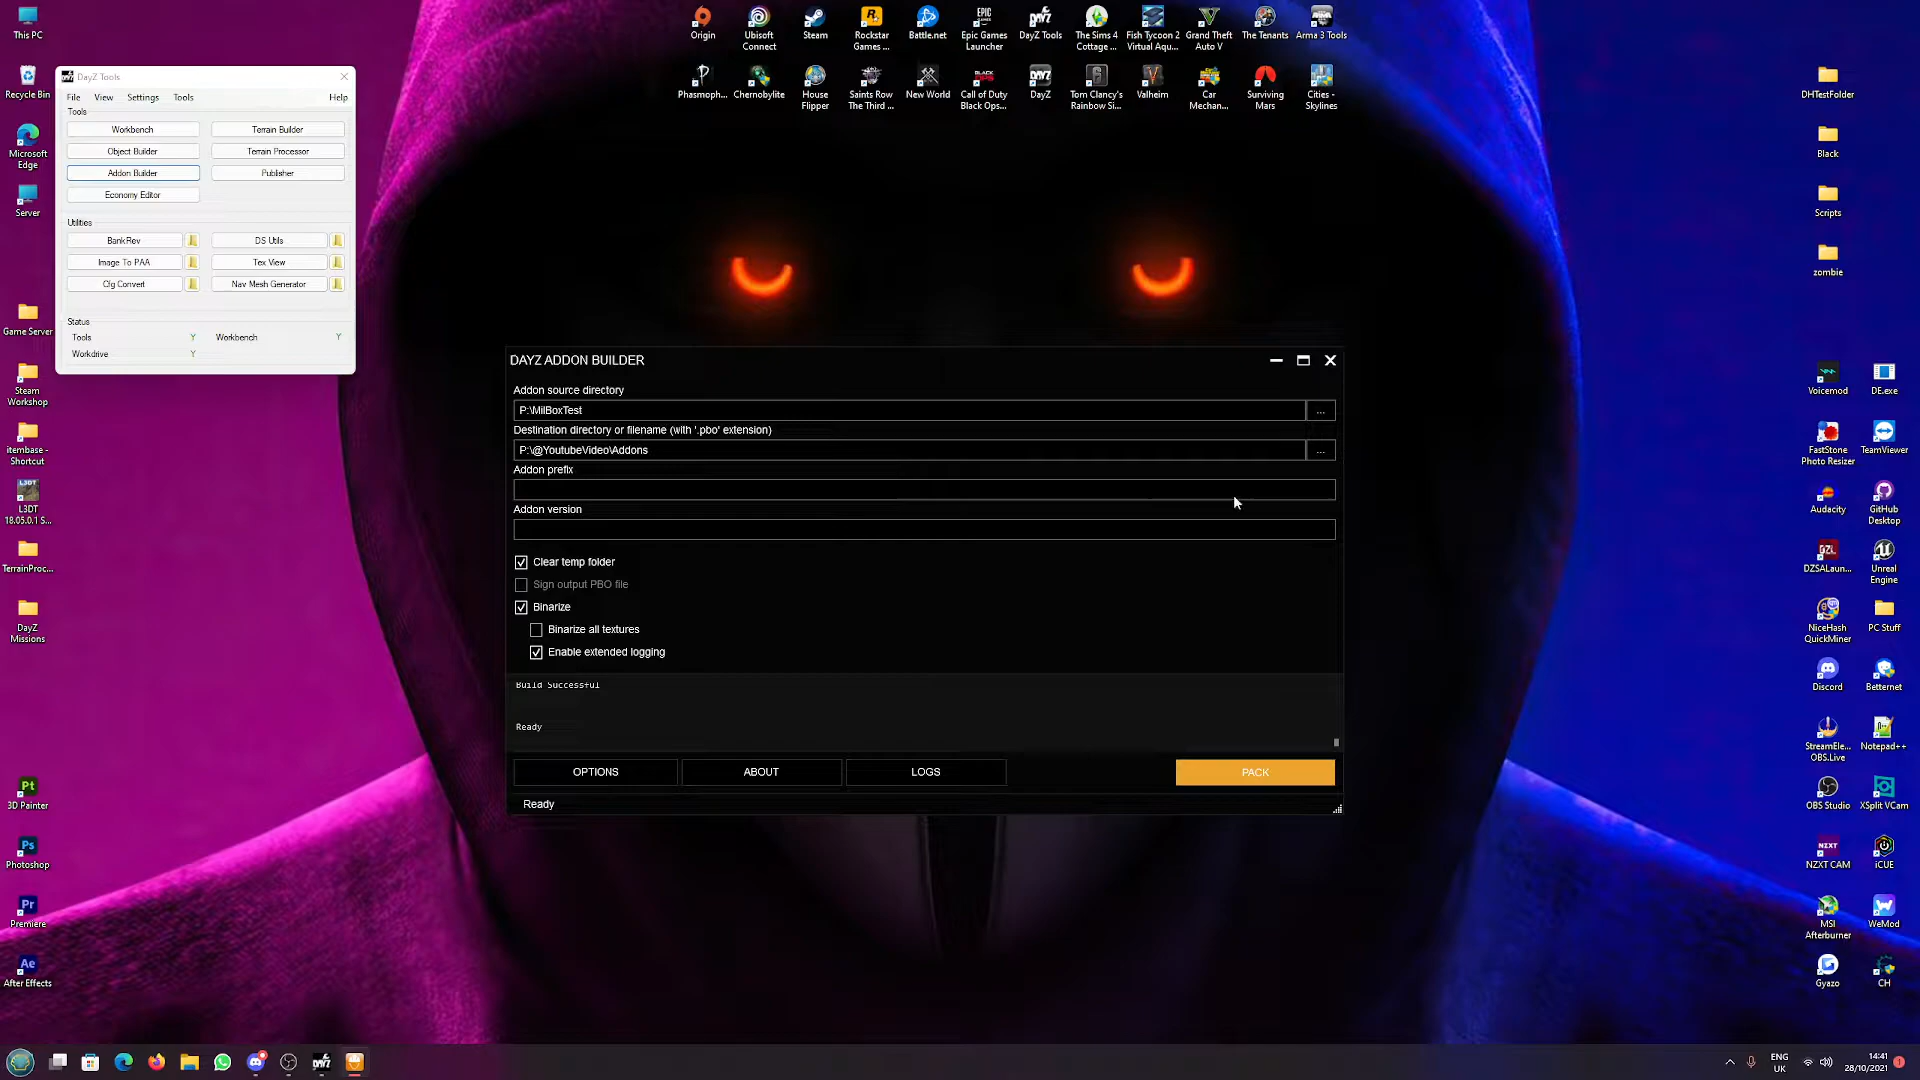 This PC
Recycle Bin
Microsoft
Edge
Server
Game Server
Steam
Workshop
itembase -
Shortcut
L3DT
18.05.0.1 S...
TerrainProc...
DayZ
Missions
3D Painter
Photoshop
Premiere
After Effects
Origin
Ubisoft
Connect
Steam
Rockstar
Games ...
Battle.net
Epic Games
Launcher
DayZ Tools
The Sims 4
Cottage ...
Fish Tycoon 2
Virtual Aqu...
Grand Theft
Auto V
The Tenants
Arma 3 Tools
Phasmoph...
Chernobylite
House
Flipper
Saints Row
The Third ...
New World
Call of Duty
Black Ops...
DayZ
Tom Clancy's
Rainbow Si...
Valheim
Car
Mechan...
Surviving
Mars
Cities -
Skylines
DayZ Tools
File View Settings Tools Help
Tools
Workbench
Terrain Builder
Object Builder
Terrain Processor
Addon Builder
Publisher
Economy Editor
Utilities
BankRev
DS Utils
Image To PAA
Tex View
Cfg Convert
Nav Mesh Generator
Status
Tools Y Workbench Y
Workdrive Y
DAYZ ADDON BUILDER
Addon source directory
P:\MilBoxTest
...
Destination directory or filename (with '.pbo' extension)
P:\@YoutubeVideo\Addons
...
Addon prefix
Addon version
Clear temp folder
Sign output PBO file
Binarize
Binarize all textures
Enable extended logging
Build Successful
Ready
OPTIONS
ABOUT
LOGS
PACK
Ready
DHTestFolder
Black
Scripts
zombie
Voicemod
DE.exe
FastStone
Photo Resizer
TeamViewer
Audacity
GitHub
Desktop
DZSALaun...
Unreal
Engine
NiceHash
QuickMiner
PC Stuff
Discord
Betternet
StreamEle...
OBS.Live
Notepad++
OBS Studio
XSplit VCam
NZXT CAM
iCUE
MSI
Afterburner
WeMod
Gyazo
CH
ENG
UK
14:41
28/10/2021
1